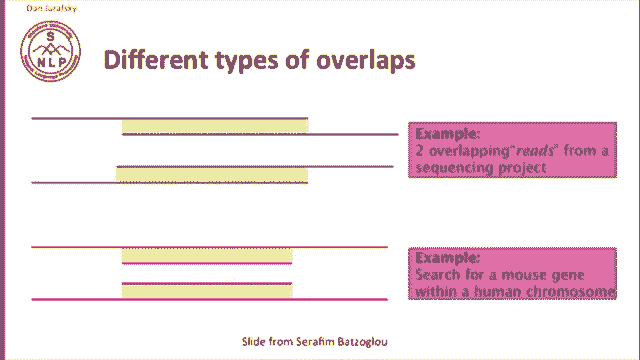 Dan Jurafsky
S
N L P
Different types of overlaps
Example:
2 overlapping "reads" from a
sequencing project
Example:
Search for a mouse gene
within a human chromosome
Slide from Serafim Batzoglou